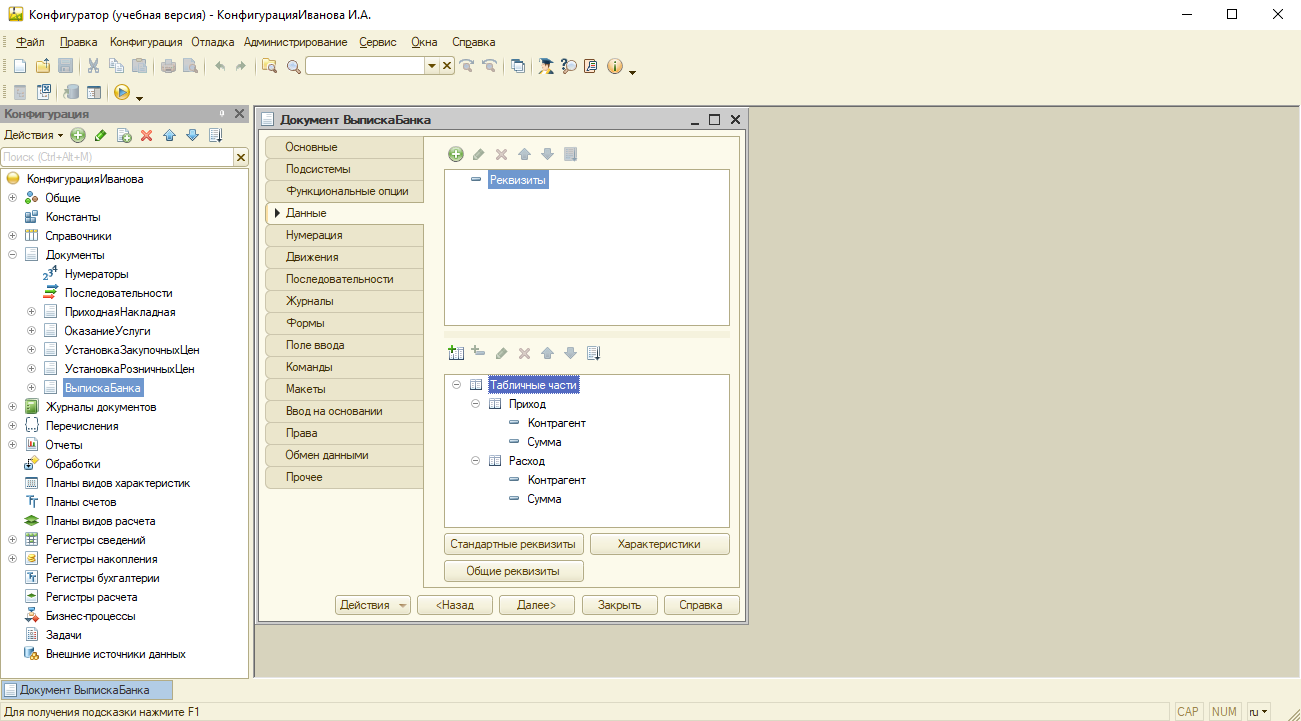 Конфигуратор (учебная версия) - КонфигурацияИванова И.А.
Файл Правка Конфигурация Отладка Администрирование Сервис Окна Справка
Конфигурация
Действия
Поиск (Ctrl+Alt+M)
КонфигурацияИванова
Общие
Константы
Справочники
Документы
Нумераторы
Последовательности
ПриходнаяНакладная
ОказаниеУслуги
УстановкаЗакупочныхЦен
УстановкаРозничныхЦен
ВыпискаБанка
Журналы документов
Перечисления
Отчеты
Обработки
Планы видов характеристик
Планы счетов
Планы видов расчета
Регистры сведений
Регистры накопления
Регистры бухгалтерии
Регистры расчета
Бизнес-процессы
Задачи
Внешние источники данных
Документ ВыпискаБанка
Основные
Подсистемы
Функциональные опции
Данные
Нумерация
Движения
Последовательности
Журналы
Формы
Поле ввода
Команды
Макеты
Ввод на основании
Права
Обмен данными
Прочее
Реквизиты
Табличные части
Приход
Контрагент
Сумма
Расход
Контрагент
Сумма
Стандартные реквизиты Характеристики
Общие реквизиты
Действия <Назад Далее> Закрыть Справка
Документ ВыпискаБанка
Для получения подсказки нажмите F1 CAP NUM ru